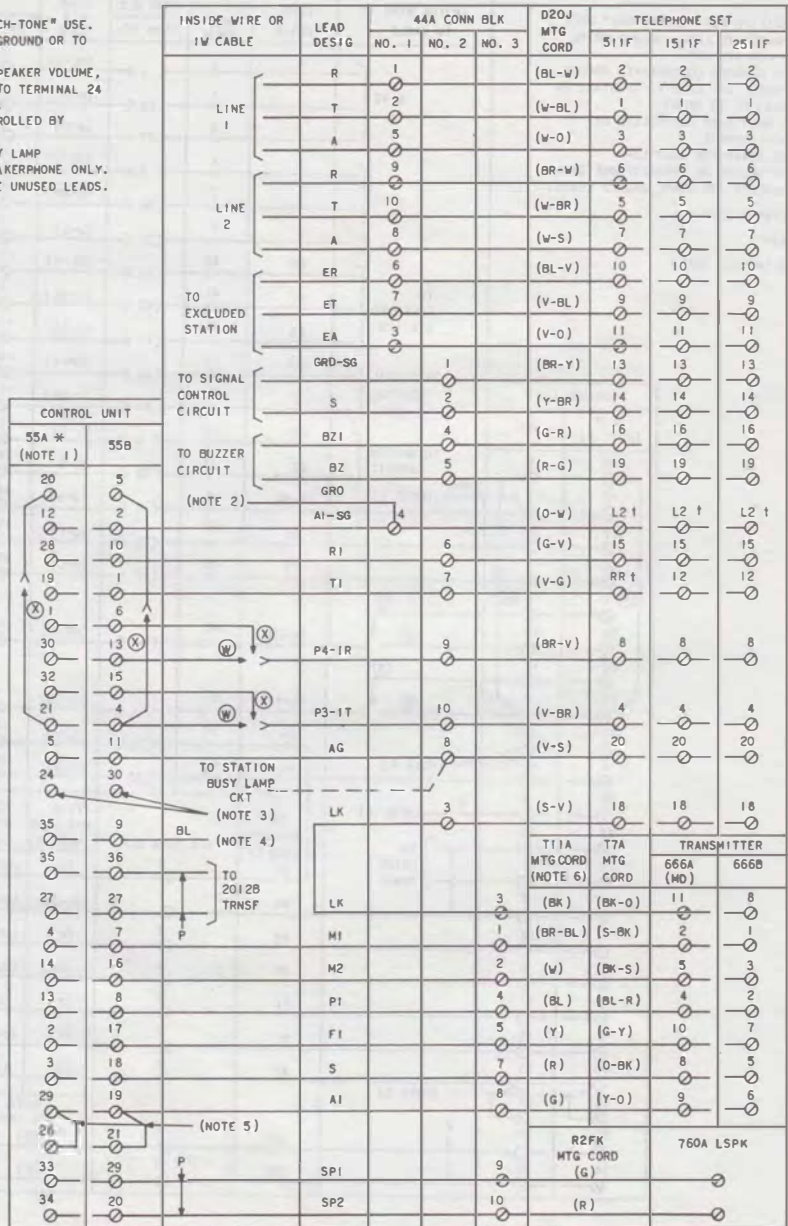 CH-TONE" USE.
GROUND OR TO
PEAKER VOLUME,
TO TERMINAL 24
ROLLED BY
Y LAMP
AKERPHONE ONLY.
E UNUSED LEADS.
INSIDE WIRE OR IW CABLE | LEAD DESIG | 44A CONN BLK | D20J MTG CORD | TELEPHONE SET
NO. 1 | NO. 2 | NO. 3 | 511F | 1511F | 2511F
LINE 1
R 1 (BL-W) 2 2 2
T 2 (W-BL) 1 1 1
A 5 (W-O) 3 3 3
LINE 2
R 9 (BR-W) 6 6 6
T 10 (W-BR) 5 5 5
A 8 (W-S) 7 7 7
TO EXCLUDED STATION
ER 6 (BL-V) 10 10 10
ET 7 (V-BL) 9 9 9
EA 3 (V-O) 11 11 11
TO SIGNAL CONTROL CIRCUIT
GRD-SG 1 (BR-Y) 13 13 13
S 2 (Y-BR) 14 14 14
CONTROL UNIT
55A * (NOTE 1) | 55B
TO BUZZER CIRCUIT
BZ1 4 (G-R) 16 16 16
BZ 5 (R-G) 19 19 19
GRD
(NOTE 2)
20 5
12 2 A1-SG 4 (O-W) L2 † L2 † L2 †
28 10 R1 6 (G-V) 15 15 15
19 1 T1 7 (V-G) RR † 12 12
X 1 6 X
30 13 X W P4-1R 9 (BR-V) 8 8 8
32 15 X
21 4 W P3-1T 10 (V-BR) 4 4 4
5 11 AG 8 (V-S) 20 20 20
TO STATION BUSY LAMP CKT
24 30 (NOTE 3)
LK 3 (S-V) 18 18 18
35 9 BL (NOTE 4)
T11A MTG CORD (NOTE 6) | T7A MTG CORD | TRANSMITTER
666A (MD) | 666B
35 36 TO 2012B TRNSF
27 27 P LK 3 (BK) (BK-O) 11 8
4 7 M1 1 (BR-BL) (S-BK) 2 1
14 16 M2 2 (W) (BK-S) 5 3
13 8 P1 4 (BL) (BL-R) 4 2
2 17 F1 5 (Y) (G-Y) 10 7
3 18 S 7 (R) (O-BK) 8 5
29 19 A1 8 (G) (Y-O) 9 6
26 21 (NOTE 5)
R2FK MTG CORD | 760A LSPK
33 29 P SP1 9 (G)
34 20 SP2 10 (R)